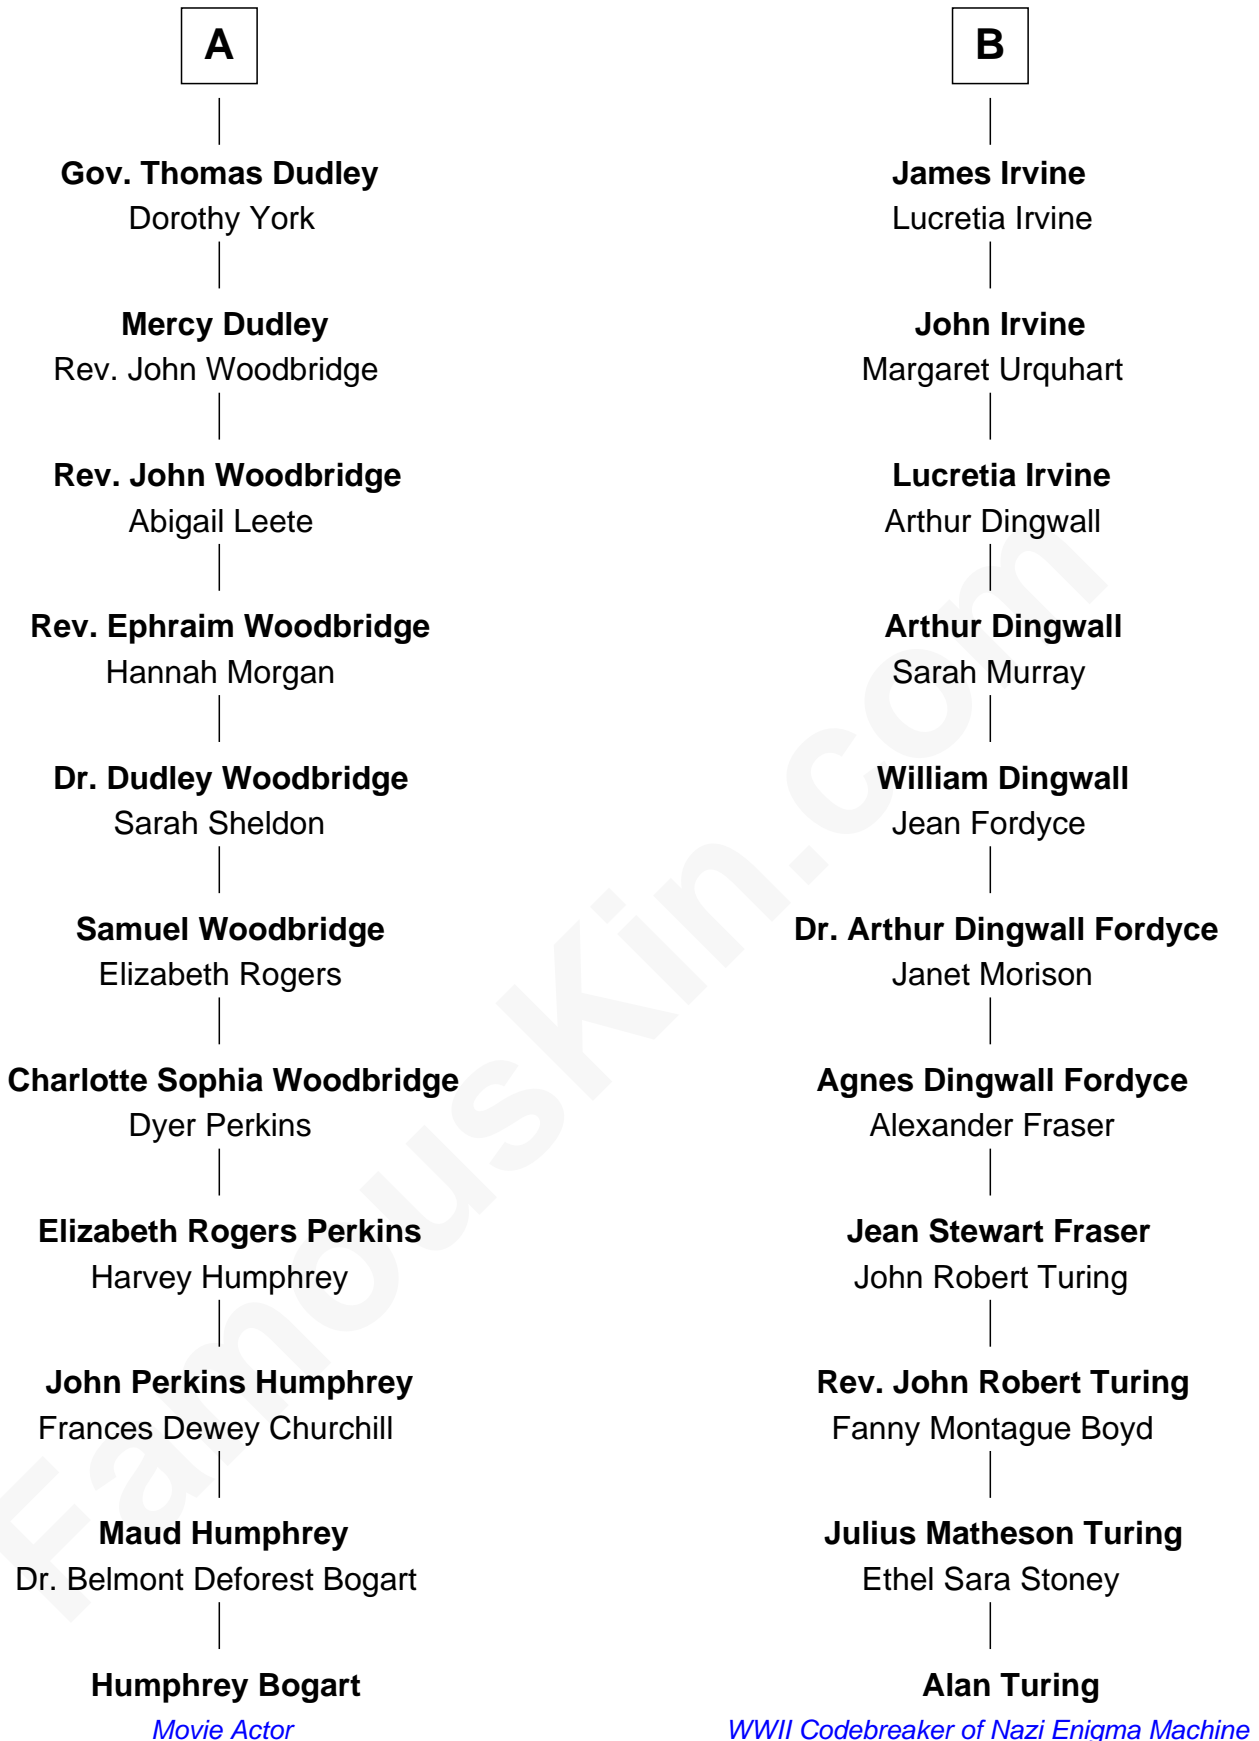 A
Gov. Thomas Dudley
Dorothy York
Mercy Dudley
Rev. John Woodbridge
Rev. John Woodbridge
Abigail Leete
Rev. Ephraim Woodbridge
Hannah Morgan
Dr. Dudley Woodbridge
Sarah Sheldon
Samuel Woodbridge
Elizabeth Rogers
Charlotte Sophia Woodbridge
Dyer Perkins
Elizabeth Rogers Perkins
Harvey Humphrey
John Perkins Humphrey
Frances Dewey Churchill
Maud Humphrey
Dr. Belmont Deforest Bogart
Humphrey Bogart
Movie Actor
B
James Irvine
Lucretia Irvine
John Irvine
Margaret Urquhart
Lucretia Irvine
Arthur Dingwall
Arthur Dingwall
Sarah Murray
William Dingwall
Jean Fordyce
Dr. Arthur Dingwall Fordyce
Janet Morison
Agnes Dingwall Fordyce
Alexander Fraser
Jean Stewart Fraser
John Robert Turing
Rev. John Robert Turing
Fanny Montague Boyd
Julius Matheson Turing
Ethel Sara Stoney
Alan Turing
WWII Codebreaker of Nazi Enigma Machine
FamousKin.com